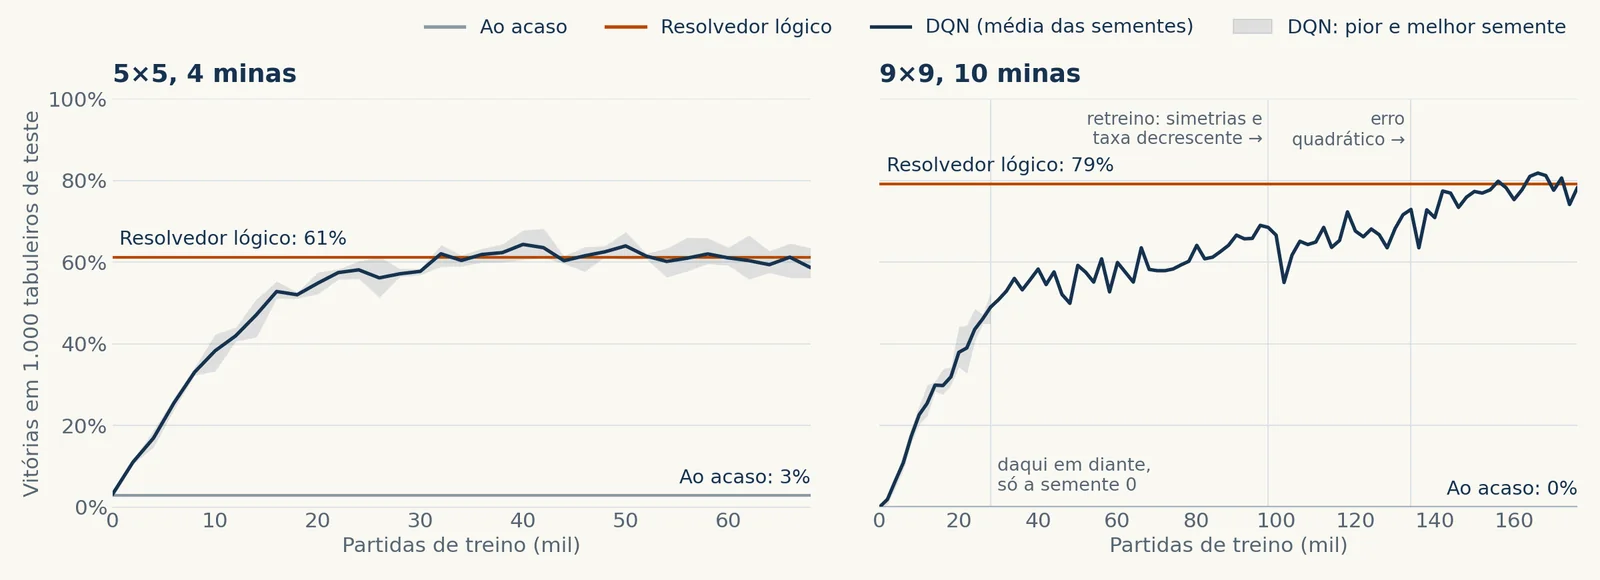 Ao acaso
Resolvedor lógico
DQN (média das sementes)
DQN: pior e melhor semente
5×5, 4 minas
Vitórias em 1.000 tabuleiros de teste
100%
80%
60%
40%
20%
0%
Resolvedor lógico: 61%
Ao acaso: 3%
0 10 20 30 40 50 60
Partidas de treino (mil)
9×9, 10 minas
retreino: simetrias e
taxa decrescente →
erro
quadrático →
Resolvedor lógico: 79%
daqui em diante,
só a semente 0
Ao acaso: 0%
0 20 40 60 80 100 120 140 160
Partidas de treino (mil)